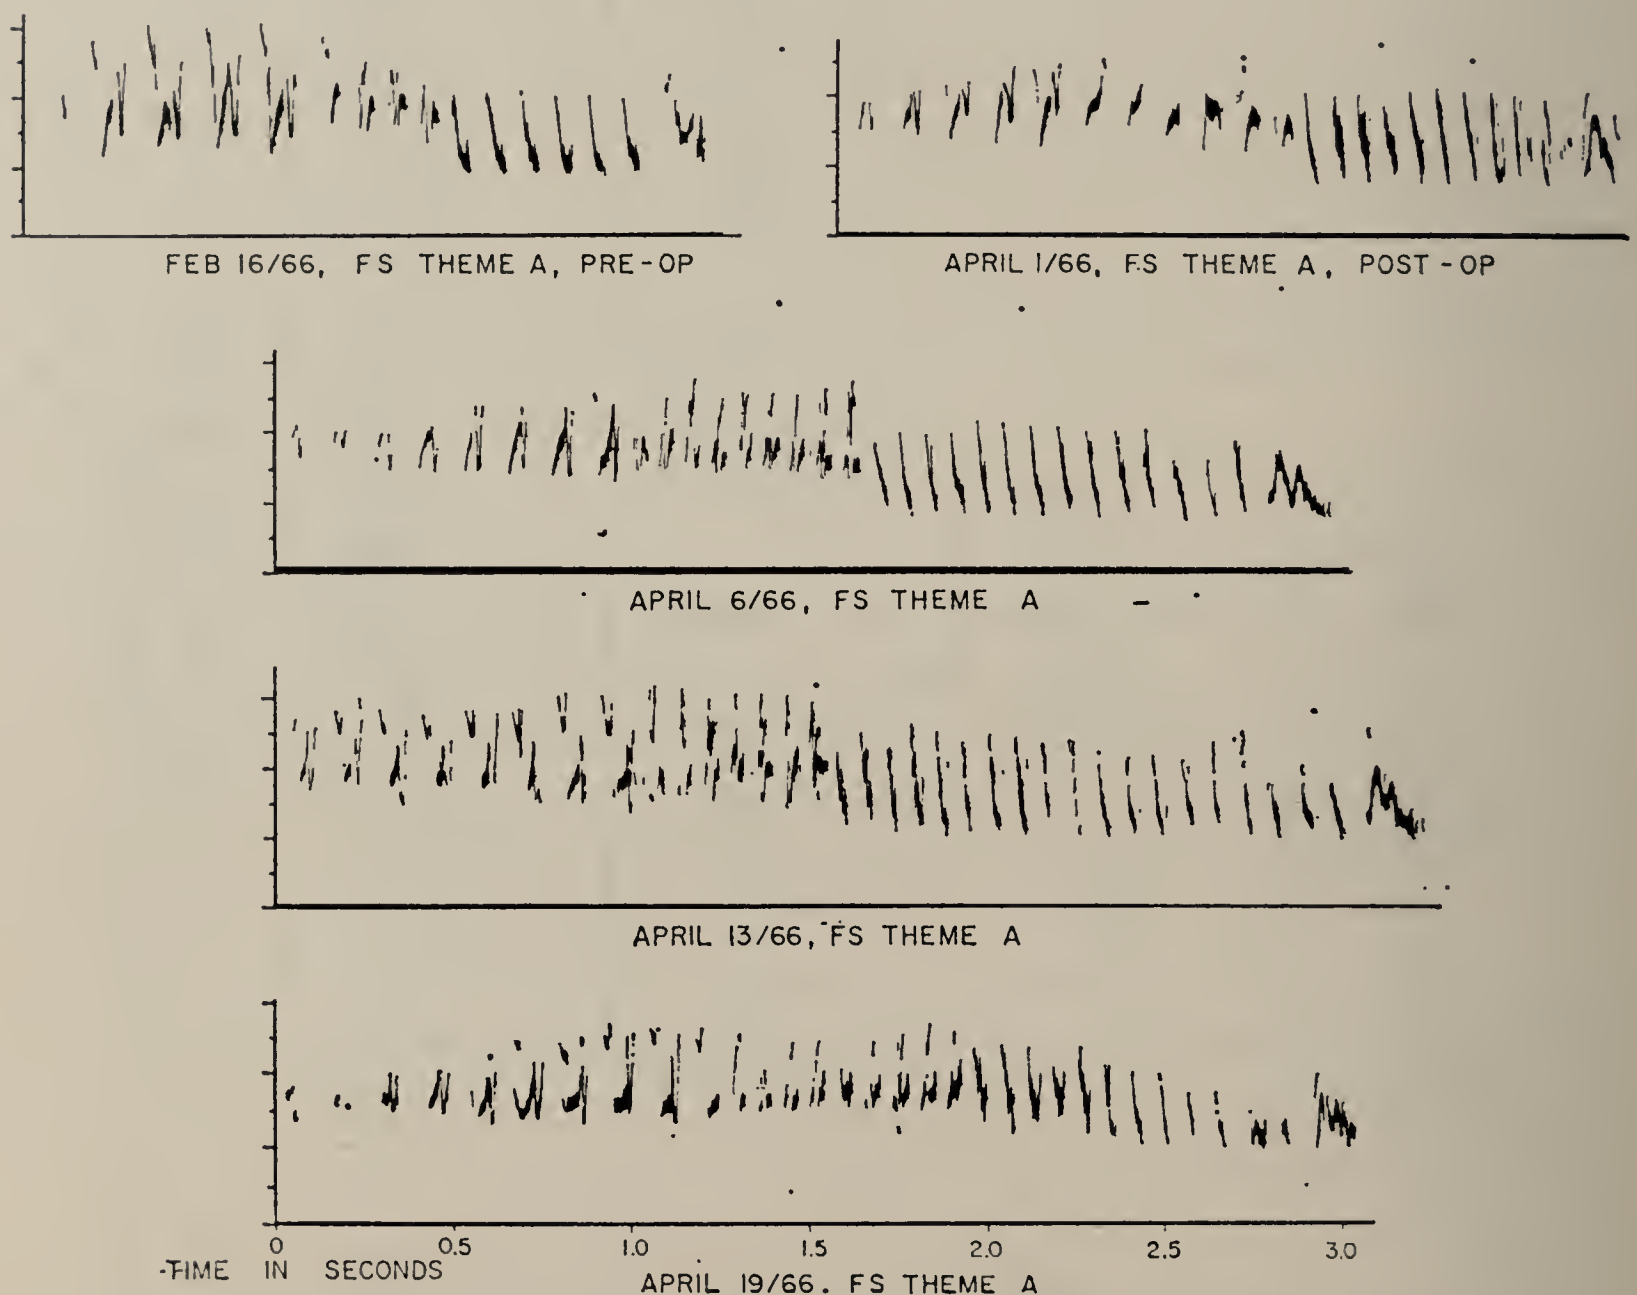 FEB 16/66, FS THEME A, PRE-OP
APRIL 1/66, F.S THEME A, POST-OP
APRIL 6/66, FS THEME A
APRIL 13/66, FS THEME A
0 0.5 1.0 1.5 2.0 2.5 3.0
TIME IN SECONDS
APRIL 19/66. FS THEME A